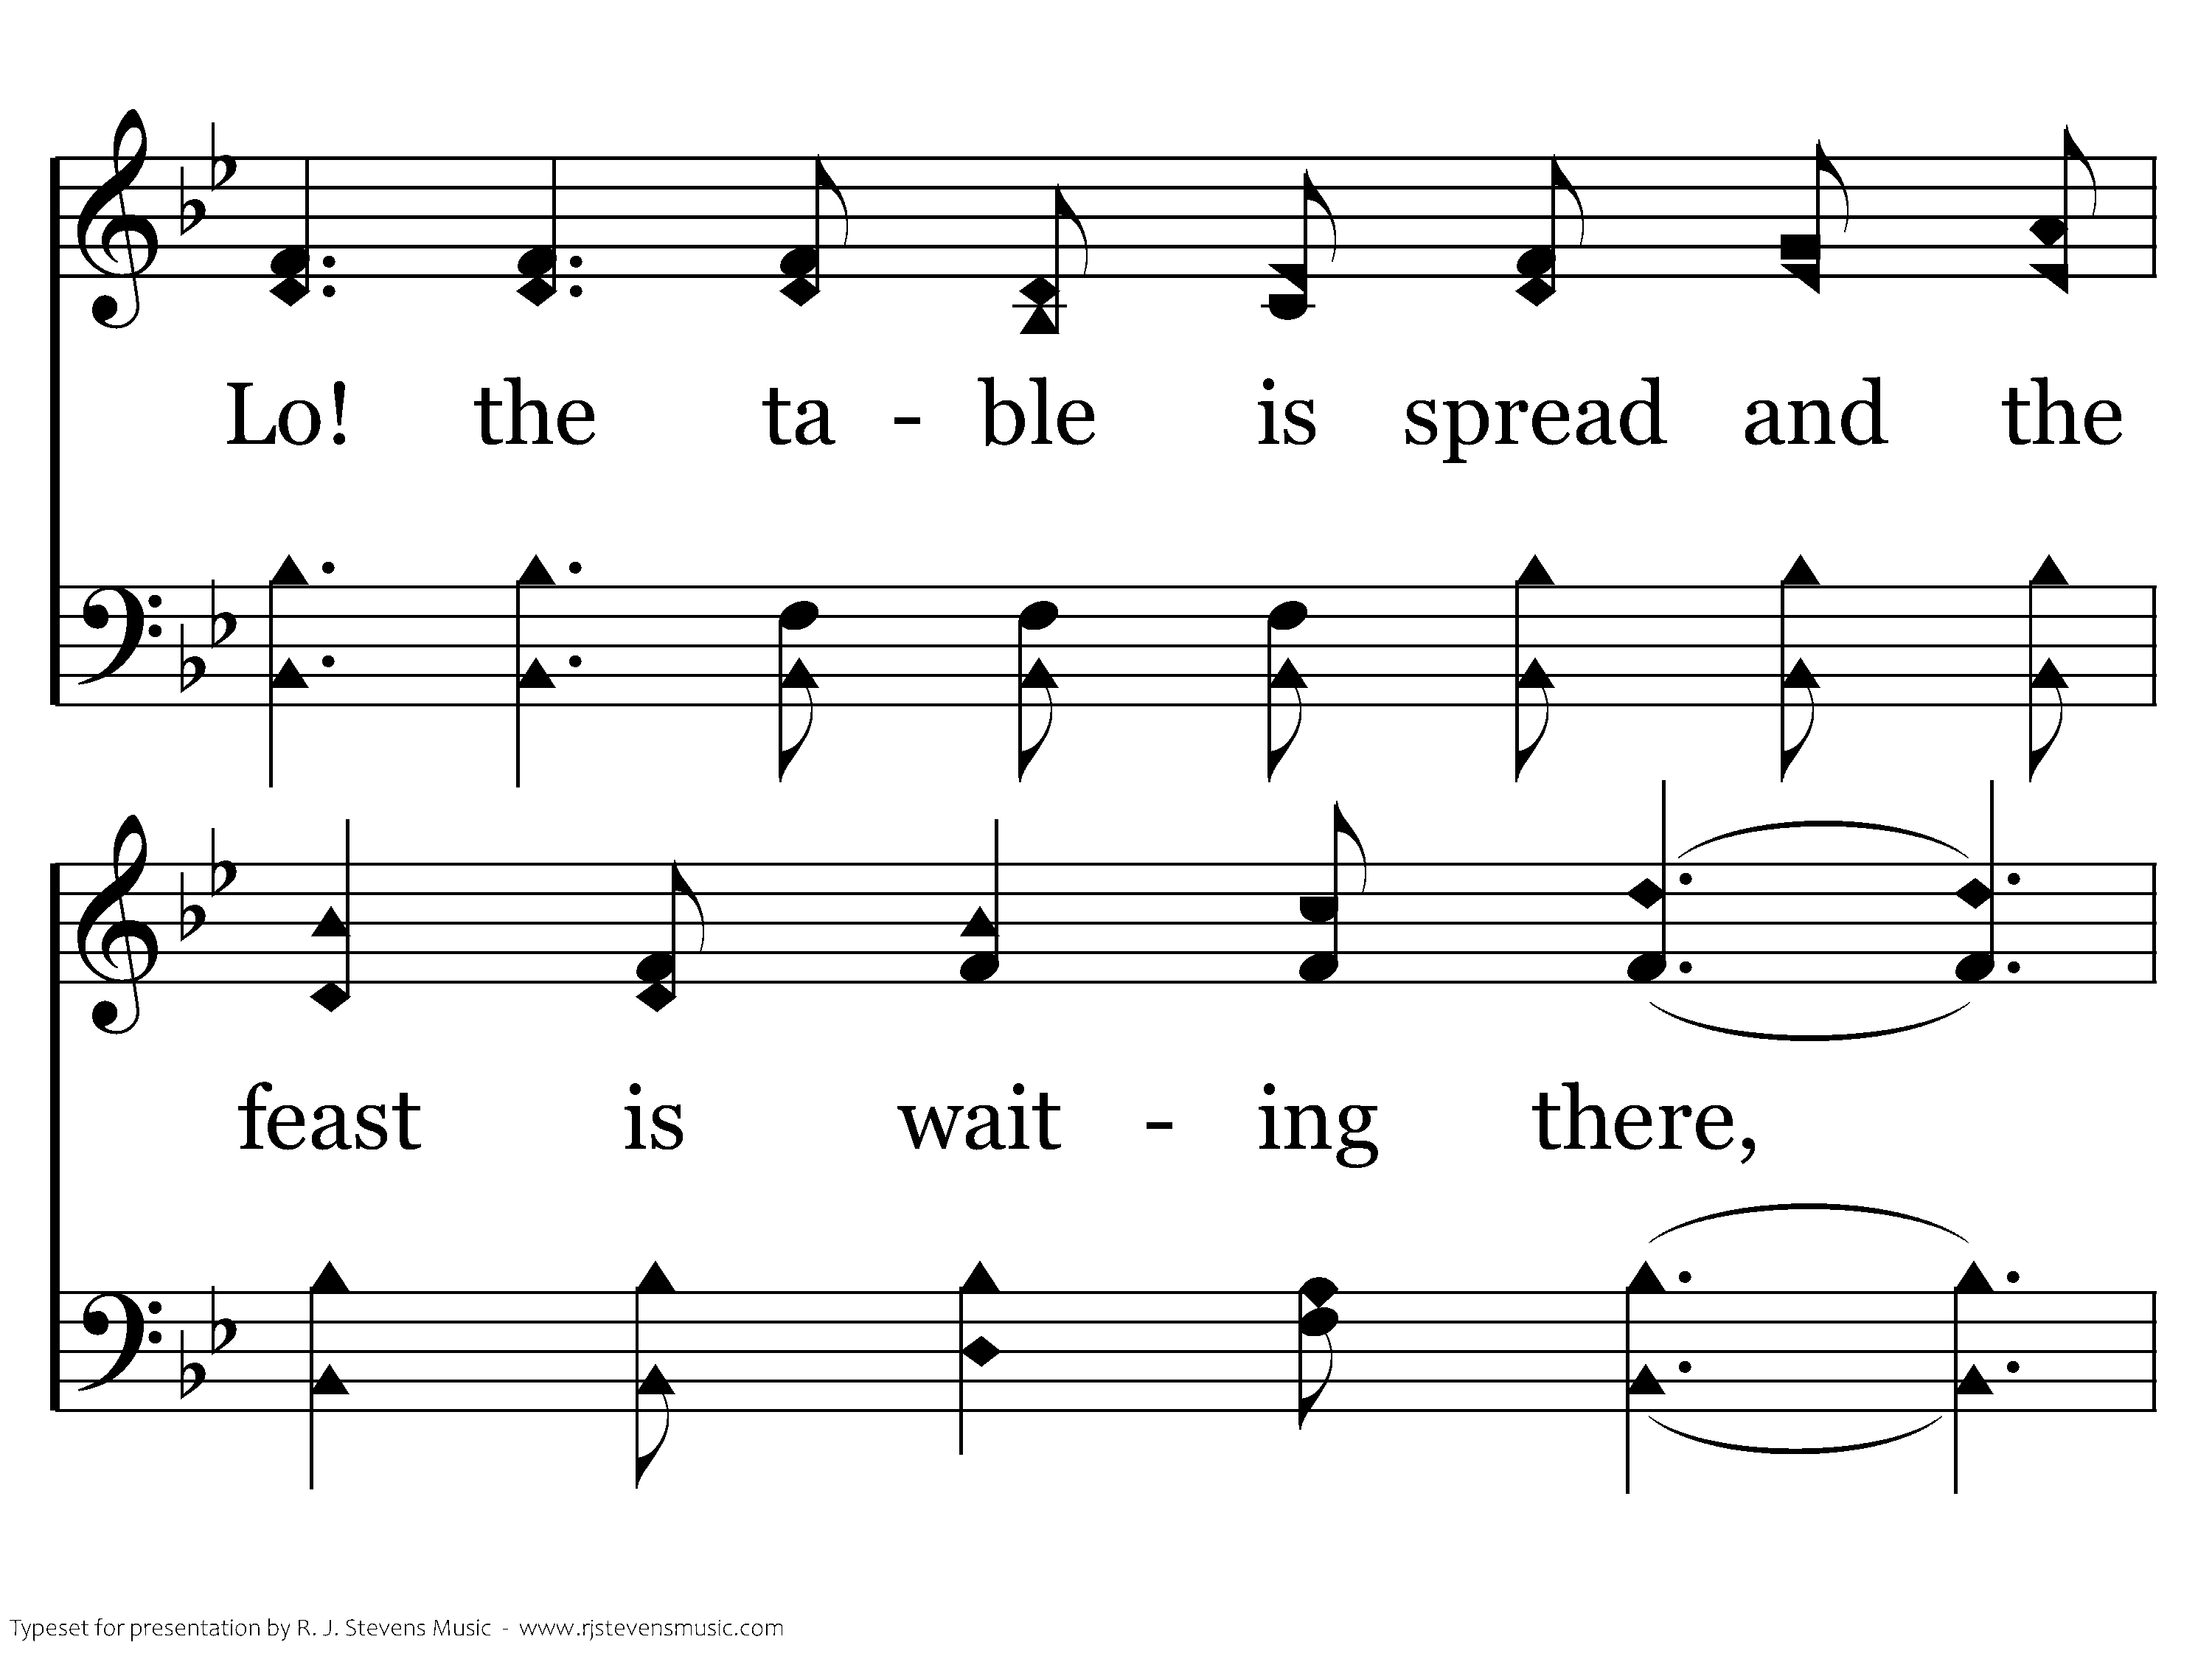 Lo! the ta - ble is spread and the
feast is wait - ing there,
Typeset for presentation by R. J. Stevens Music - www.rjstevensmusic.com